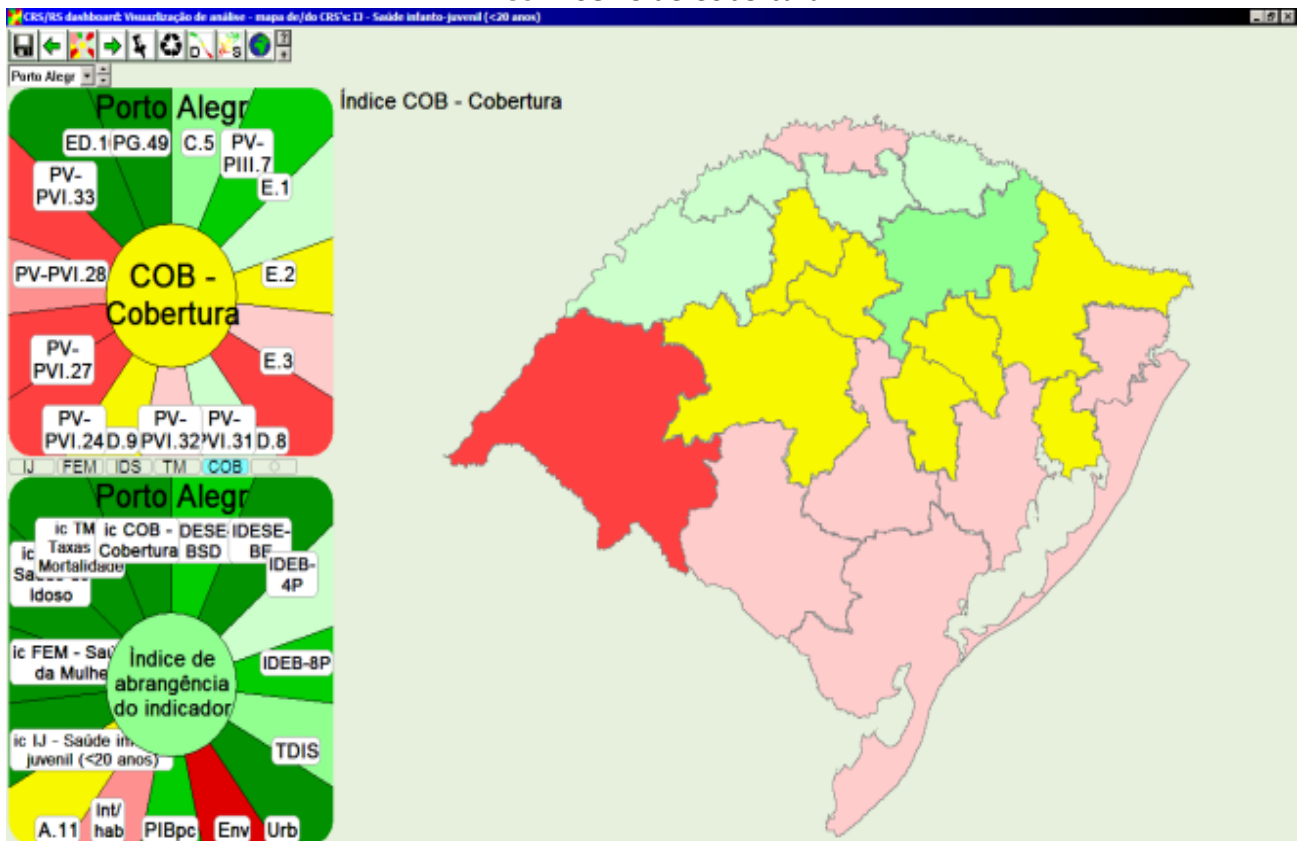 CRS/RS dashboard: Visualização de análise - mapa de/do CRS's: IJ - Saúde infanto-juvenil (<20 anos)
D
S
?
Porto Alegr
Índice COB - Cobertura
Porto Alegr
ED.1
PG.49
C.5
PV-
PIII.7
PV-
PVI.33
E.1
PV-PVI.28
COB -
Cobertura
E.2
PV-
PVI.27
E.3
PV-
PVI.24
D.9
PV-
PVI.32
PV-
PVI.31
D.8
IJ
FEM
IDS
TM
COB
Porto Alegr
ic TM
Taxas
Mortalidade
ic COB -
Cobertura
DESE
BSD
IDESE-
BE
ic
Idoso
IDEB-
4P
ic FEM - Saú
da Mulhe
Índice de
abrangência
do indicador
IDEB-8P
ic IJ - Saúde in
juvenil (<20 anos)
TDIS
A.11
Int/
hab
PIBpc
Env
Urb